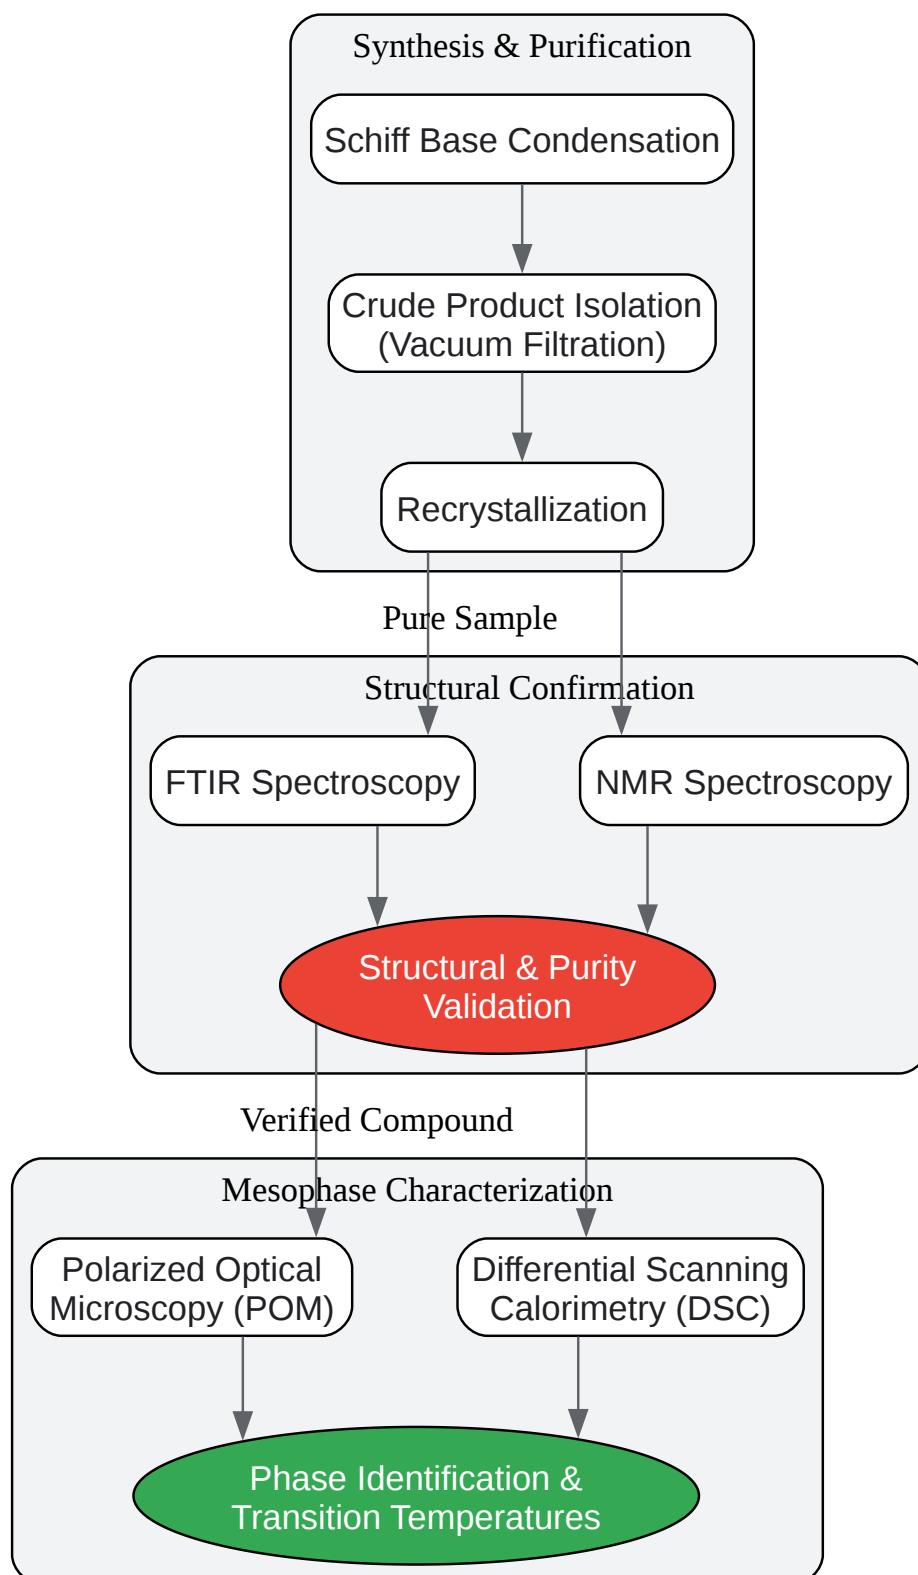 Synthesis & Purification
Schiff Base Condensation
Crude Product Isolation
(Vacuum Filtration)
Recrystallization
Pure Sample
Structural Confirmation
FTIR Spectroscopy
NMR Spectroscopy
Structural & Purity
Validation
Verified Compound
Mesophase Characterization
Polarized Optical
Microscopy (POM)
Differential Scanning
Calorimetry (DSC)
Phase Identification &
Transition Temperatures